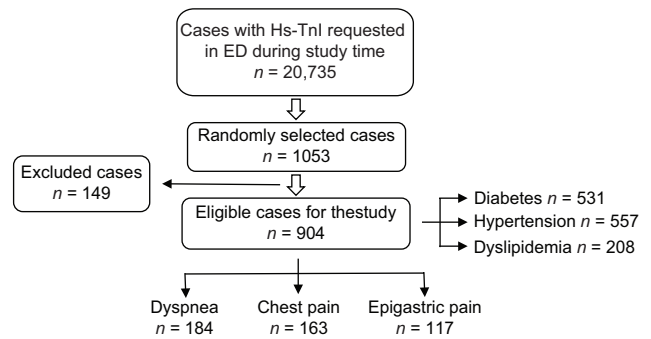 Cases with Hs-TnI requested
in ED during study time
n = 20,735
Randomly selected cases
n = 1053
Excluded cases
n = 149
Eligible cases for thestudy
n = 904
Diabetes n = 531
Hypertension n = 557
Dyslipidemia n = 208
Dyspnea
n = 184
Chest pain
n = 163
Epigastric pain
n = 117